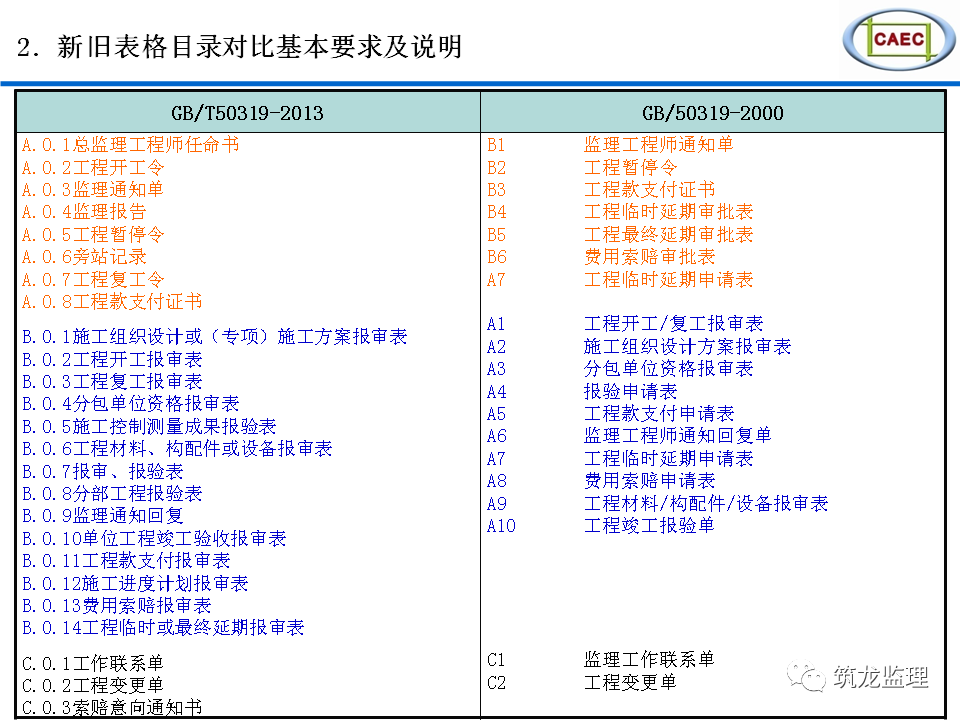 2. 新旧表格目录对比基本要求及说明
CAEC
GB/T50319-2013
GB/50319-2000
A.0.1总监理工程师任命书
A.0.2工程开工令
A.0.3监理通知单
A.0.4监理报告
A.0.5工程暂停令
A.0.6旁站记录
A.0.7工程复工令
A.0.8工程款支付证书
B.0.1施工组织设计或（专项）施工方案报审表
B.0.2工程开工报审表
B.0.3工程复工报审表
B.0.4分包单位资格报审表
B.0.5施工控制测量成果报验表
B.0.6工程材料、构配件或设备报审表
B.0.7报审、报验表
B.0.8分部工程报验表
B.0.9监理通知回复
B.0.10单位工程竣工验收报审表
B.0.11工程款支付报审表
B.0.12施工进度计划报审表
B.0.13费用索赔报审表
B.0.14工程临时或最终延期报审表
C.0.1工作联系单
C.0.2工程变更单
C.0.3索赔意向通知书
B1 监理工程师通知单
B2 工程暂停令
B3 工程款支付证书
B4 工程临时延期审批表
B5 工程最终延期审批表
B6 费用索赔审批表
A7 工程临时延期申请表
A1 工程开工/复工报审表
A2 施工组织设计方案报审表
A3 分包单位资格报审表
A4 报验申请表
A5 工程款支付申请表
A6 监理工程师通知回复单
A7 工程临时延期申请表
A8 费用索赔申请表
A9 工程材料/构配件/设备报审表
A10 工程竣工报验单
C1 监理工作联系单
C2 工程变更单
筑龙监理